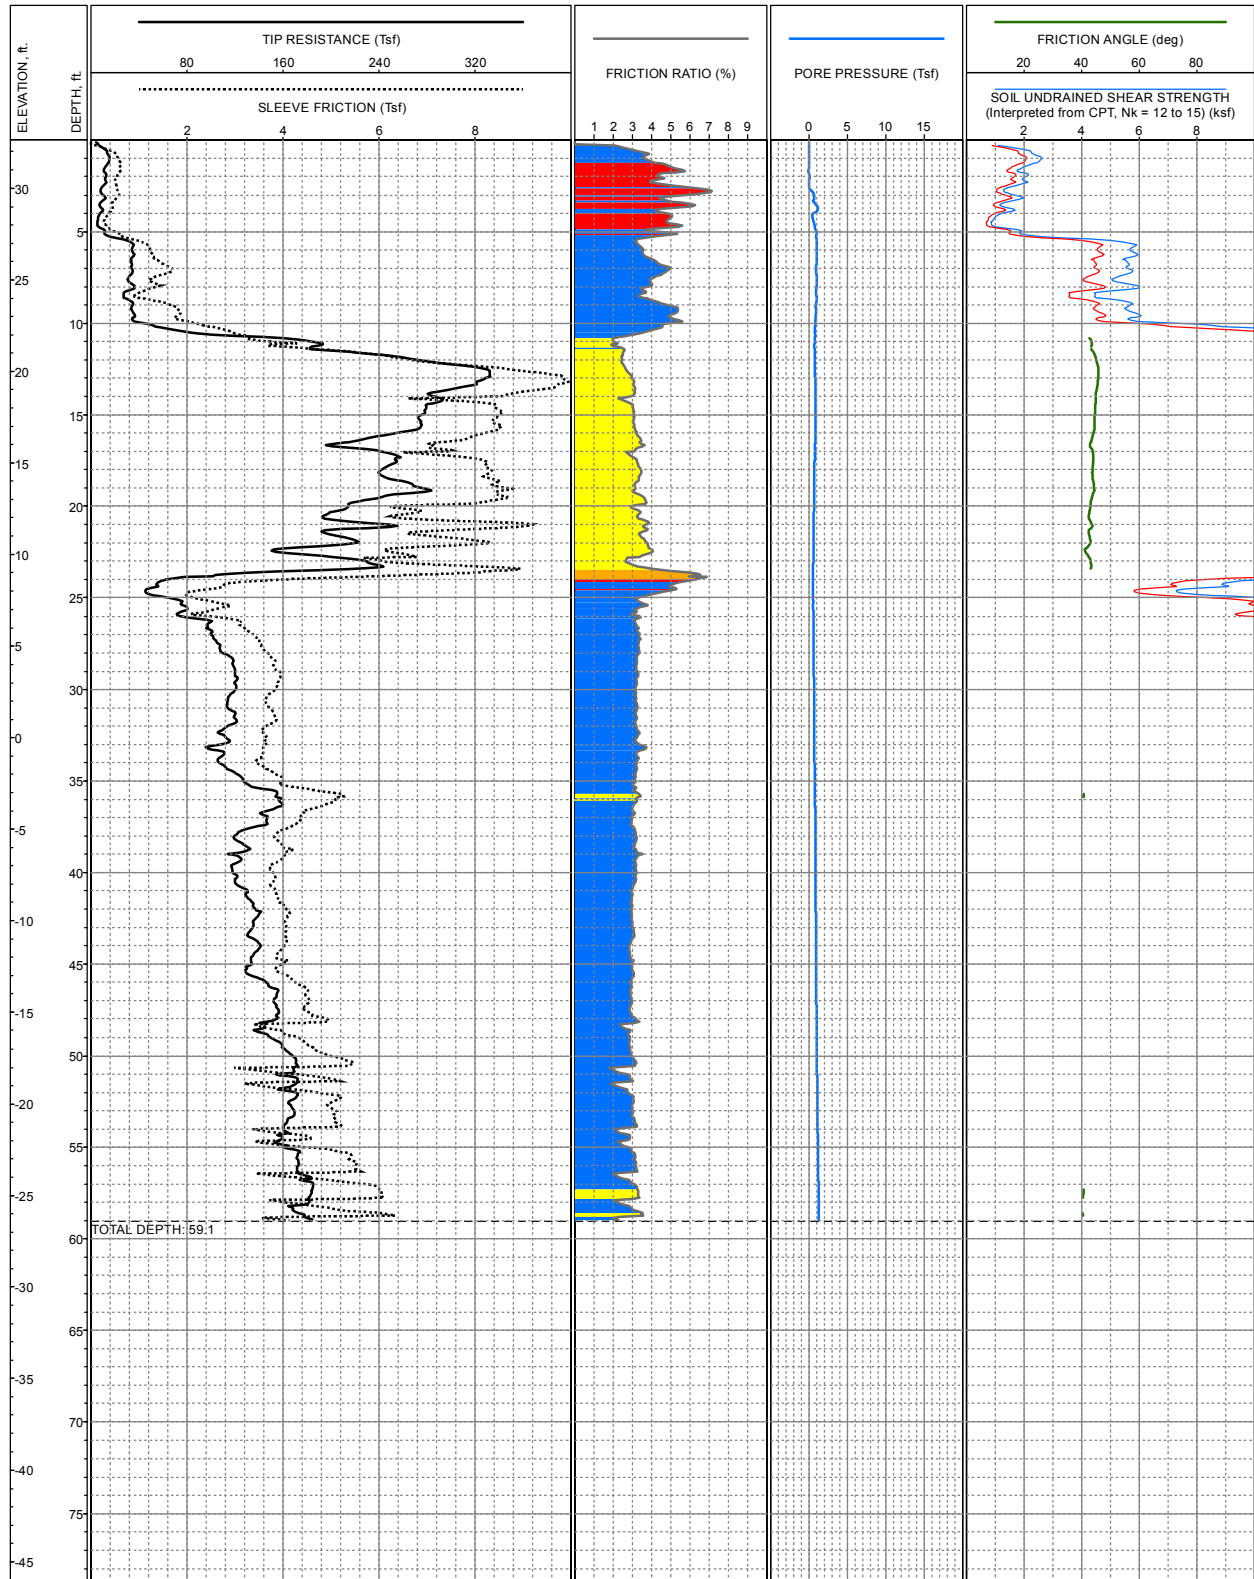 ELEVATION, ft.
DEPTH, ft.
TIP RESISTANCE (Tsf)
80 160 240 320
SLEEVE FRICTION (Tsf)
2 4 6 8
FRICTION RATIO (%)
1 2 3 4 5 6 7 8 9
PORE PRESSURE (Tsf)
0 5 10 15
FRICTION ANGLE (deg)
20 40 60 80
SOIL UNDRAINED SHEAR STRENGTH
(Interpreted from CPT, Nk = 12 to 15) (ksf)
20 40 60 80
30
5
25
10
20
15
15
20
10
25
5
30
0
35
-5
40
-10
45
-15
50
-20
55
-25
TOTAL DEPTH: 59.1
60
-30
65
-35
70
-40
75
-45